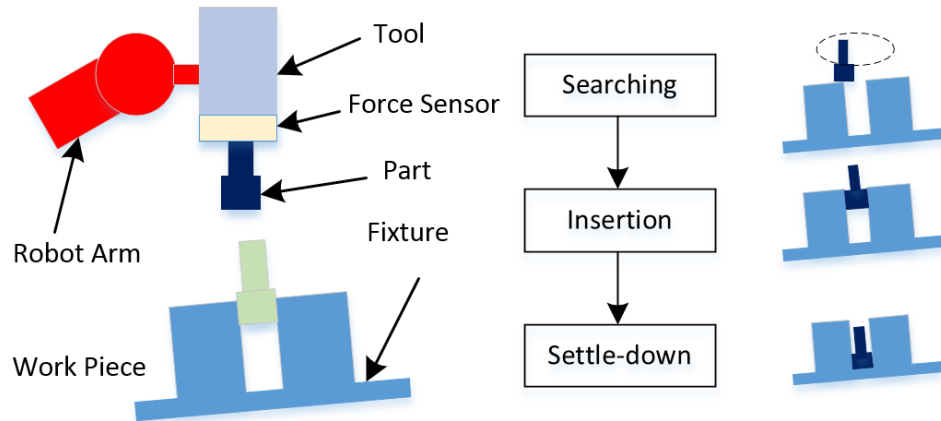 Tool
Force Sensor
Part
Robot Arm
Fixture
Work Piece
Searching
Insertion
Settle-down